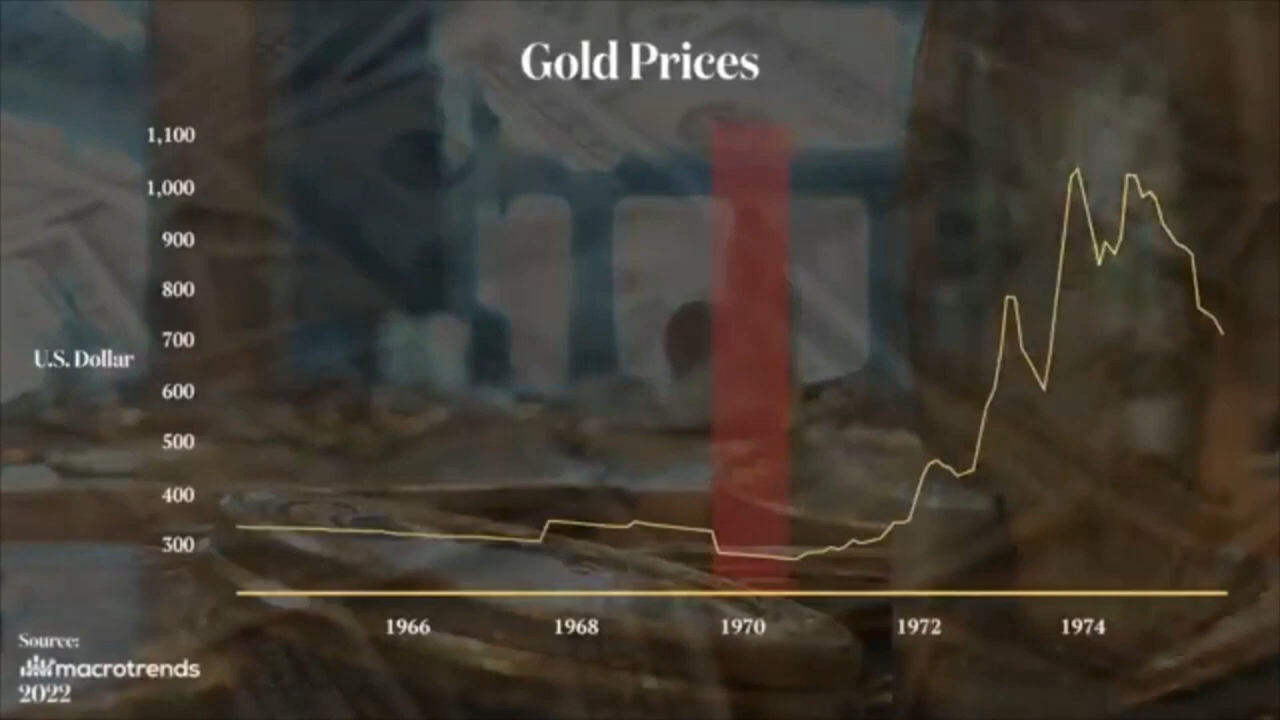 Gold Prices
1,100
1,000
900
800
700
U.S. Dollar
600
500
400
300
1966 1968 1970 1972 1974
Source:
macrotrends
2022